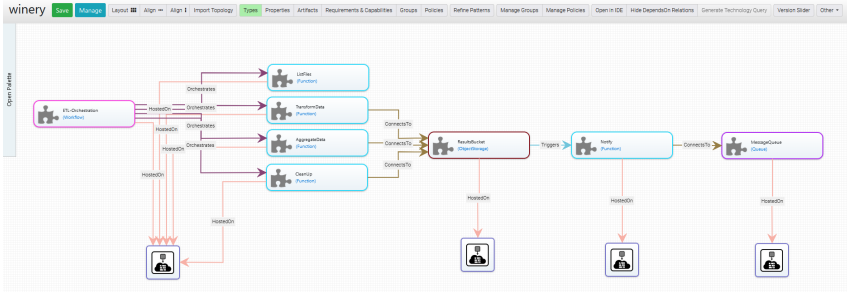 winery Save Manage Layout Align Align Import Topology Types Properties Artifacts Requirements & Capabilities Groups Policies Refine Patterns Manage Groups Manage Policies Open in IDE Hide DependsOn Relations Generate Technology Query Version Slider Other
Open Palette
ListFiles
(Function)
Orchestrates
ETL-Orchestration
(Workflow)
HostedOn
Orchestrates
TransformData
(Function)
ConnectsTo
Orchestrates
HostedOn
AggregateData
(Function)
Orchestrates
HostedOn
ConnectsTo
ResultsBucket
(ObjectStorage)
Triggers
Notify
(Function)
ConnectsTo
MessageQueue
(Queue)
ConnectsTo
HostedOn
CleanUp
(Function)
HostedOn
HostedOn
HostedOn
HostedOn